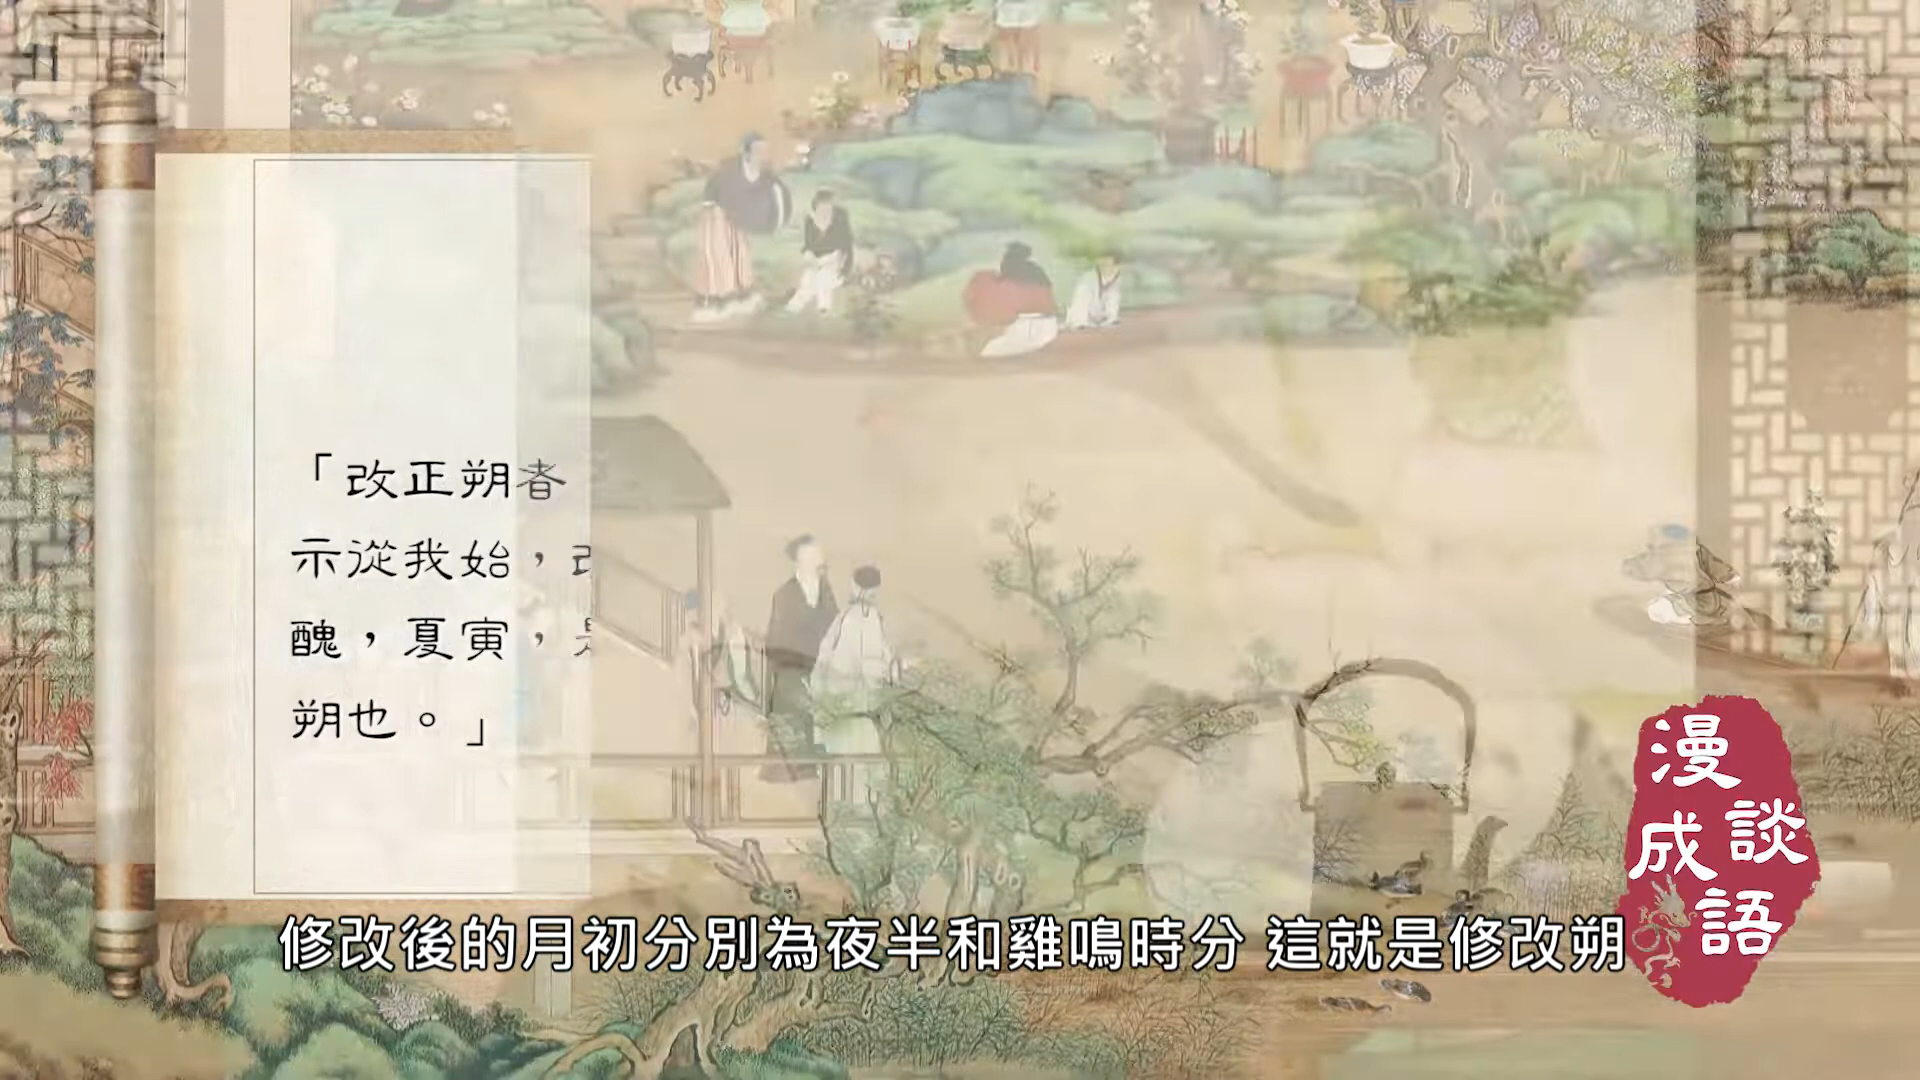 「改正朔者
示從我始，
醜，夏寅，
朔也。」
修改後的月初分別為夜半和雞鳴時分 這就是修改朔
漫談
成語